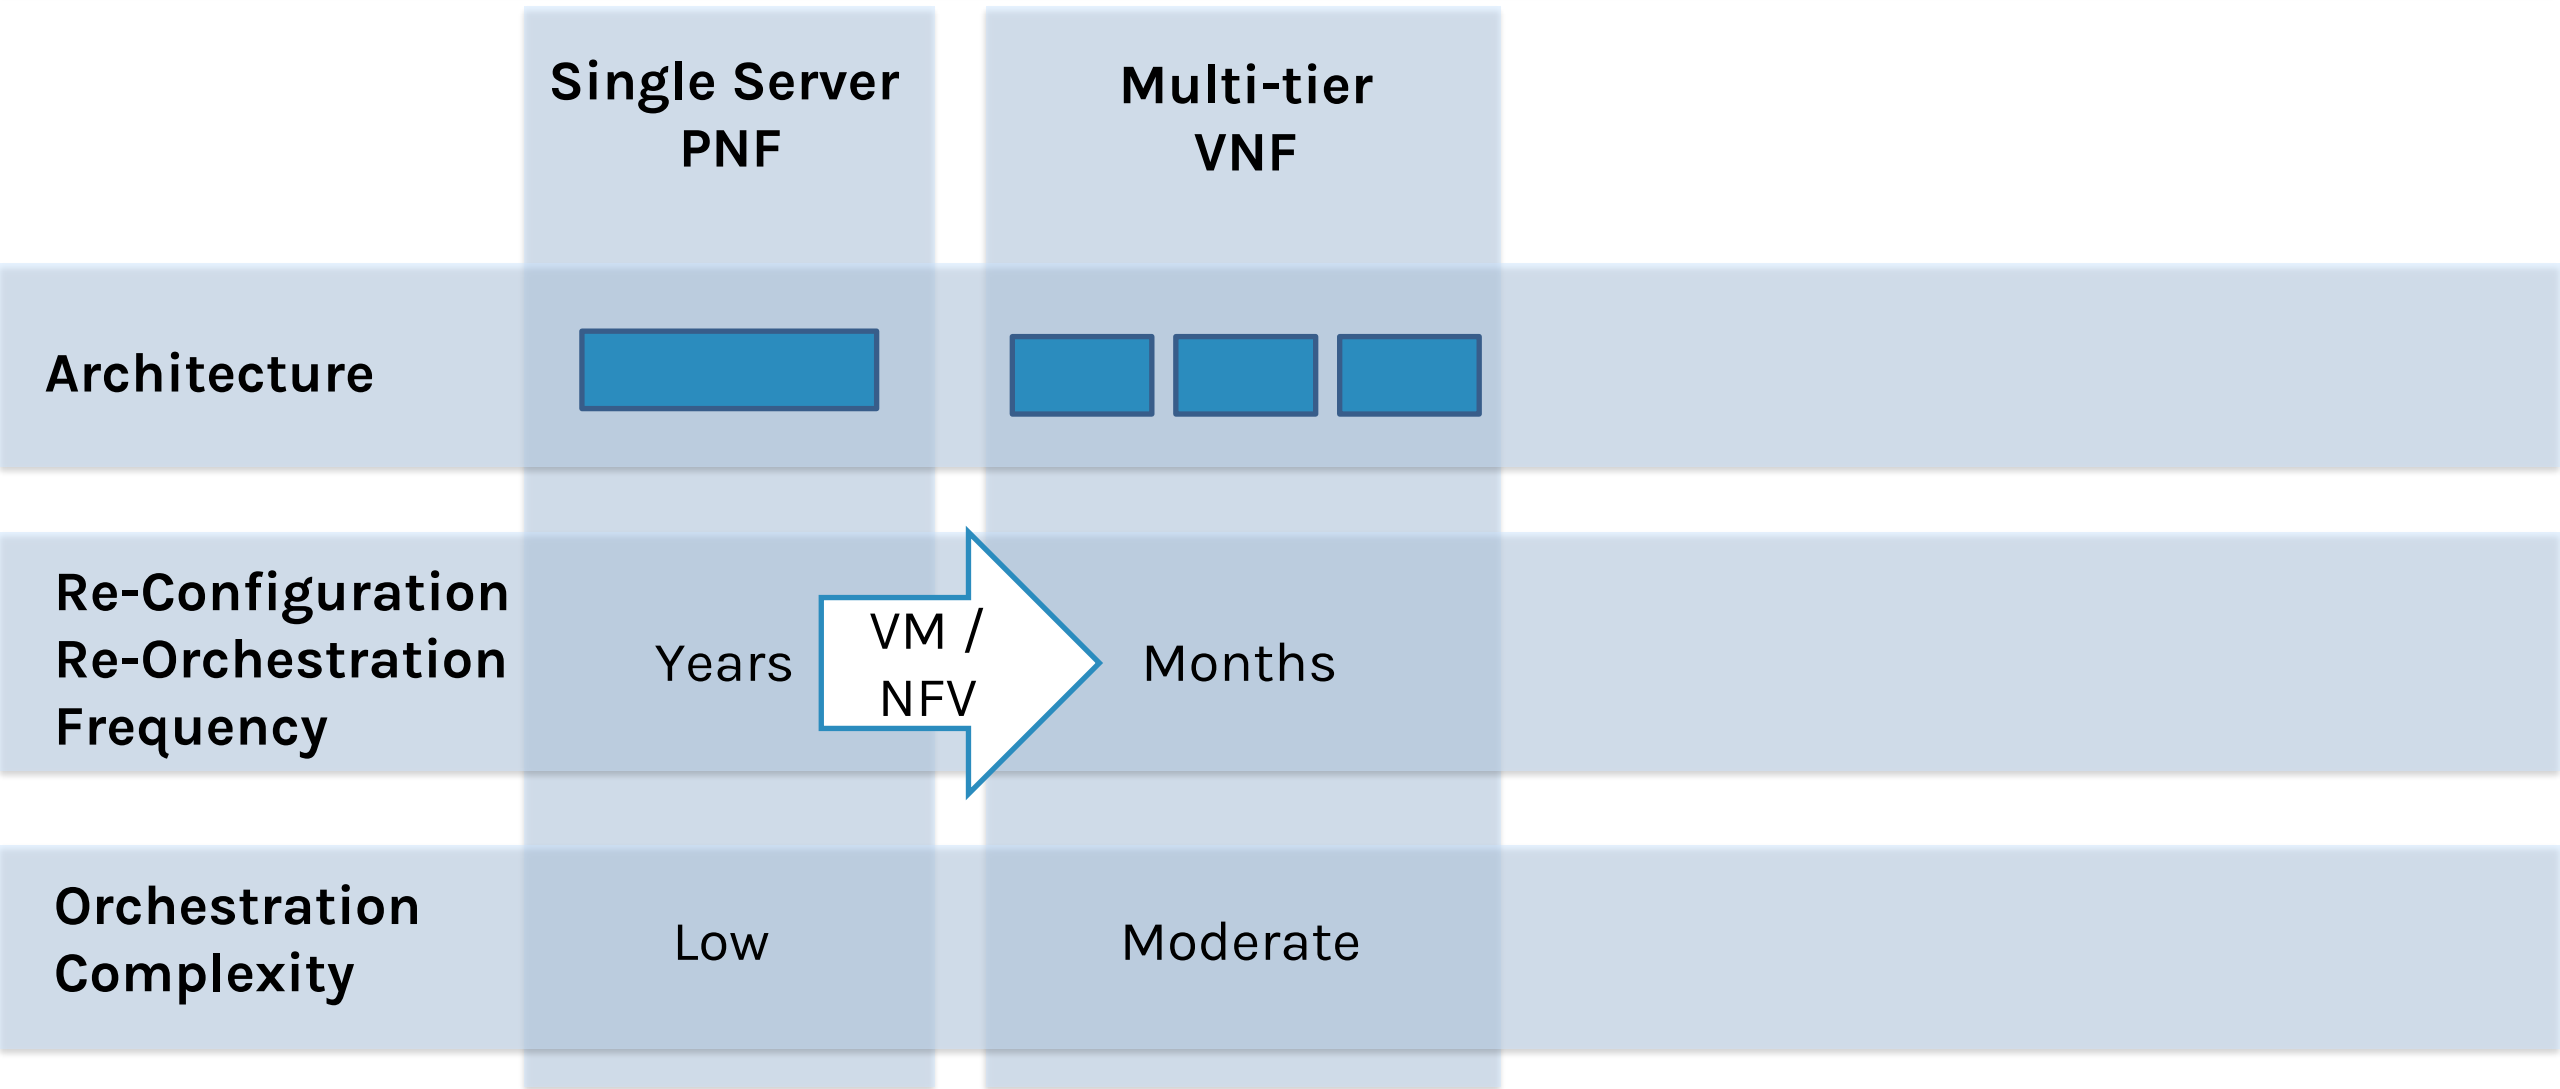 Single Server
PNF
Multi-tier
VNF
Architecture
Re-Configuration
Re-Orchestration
Frequency
Years
VM /
NFV
Months
Orchestration
Complexity
Low
Moderate